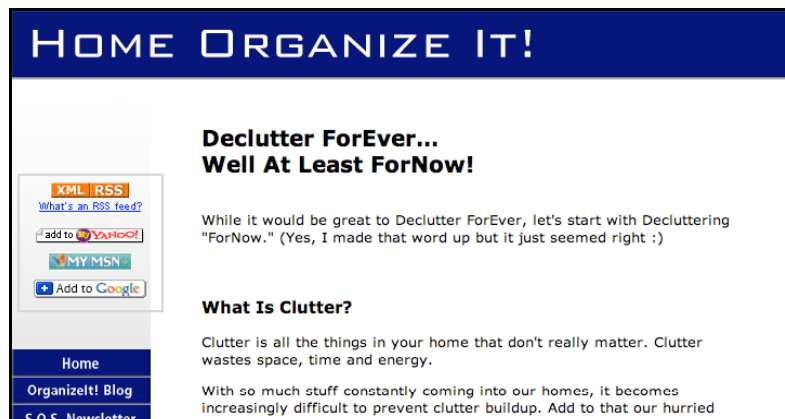 HOME ORGANIZE IT!
Declutter ForEver...
Well At Least ForNow!
XML RSS
What's an RSS feed?
add to MY YAHOO!
MY MSN
Add to Google
While it would be great to Declutter ForEver, let's start with Decluttering
"ForNow." (Yes, I made that word up but it just seemed right :)
What Is Clutter?
Clutter is all the things in your home that don't really matter. Clutter
wastes space, time and energy.
With so much stuff constantly coming into our homes, it becomes
increasingly difficult to prevent clutter buildup. Add to that our hurried
Home
OrganizeIt! Blog
S.O.S. Newsletter